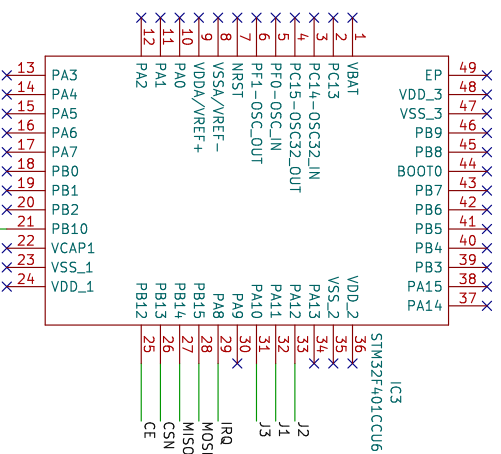 12 11 10 9 8 7 6 5 4 3 2 1
PA2
PA1
PA0
VDDA/VREF+
VSSA/VREF-
NRST
PF1-OSC_OUT
PF0-OSC_IN
PC15-OSC32_OUT
PC14-OSC32_IN
PC13
VBAT
13 PA3
14 PA4
15 PA5
16 PA6
17 PA7
18 PB0
19 PB1
20 PB2
21 PB10
22 VCAP1
23 VSS_1
24 VDD_1
EP 49
VDD_3 48
VSS_3 47
PB9 46
PB8 45
BOOT0 44
PB7 43
PB6 42
PB5 41
PB4 40
PB3 39
PA15 38
PA14 37
PB12
PB13
PB14
PB15
PA8
PA9
PA10
PA11
PA12
PA13
VSS_2
VDD_2
25 26 27 28 29 30 31 32 33 34 35 36
CE
CSN
MISO
MOSI
IRQ
J3
J1
J2
STM32F401CCU6
IC3